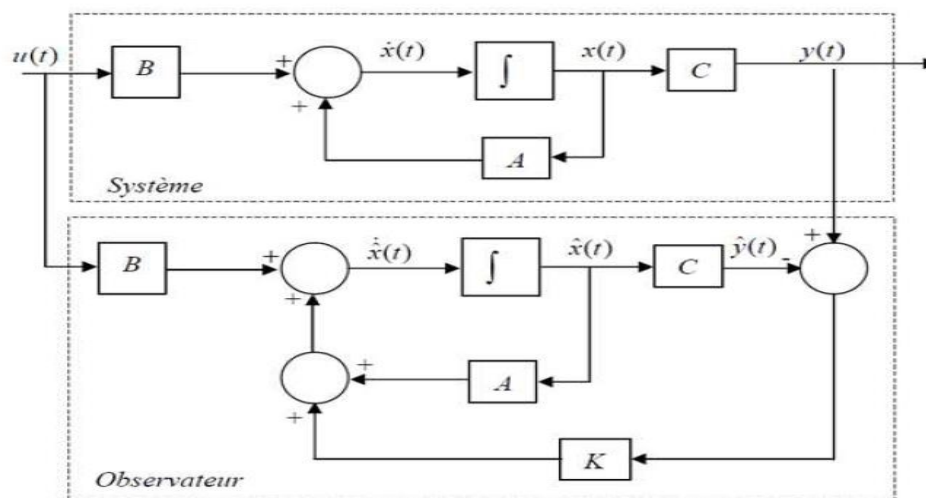 u(t)
B
+
ẋ(t)
∫
x(t)
C
y(t)
+
A
Système
B
+
x̂̇(t)
∫
x̂(t)
C
ŷ(t)
-
+
+
A
+
+
K
Observateur